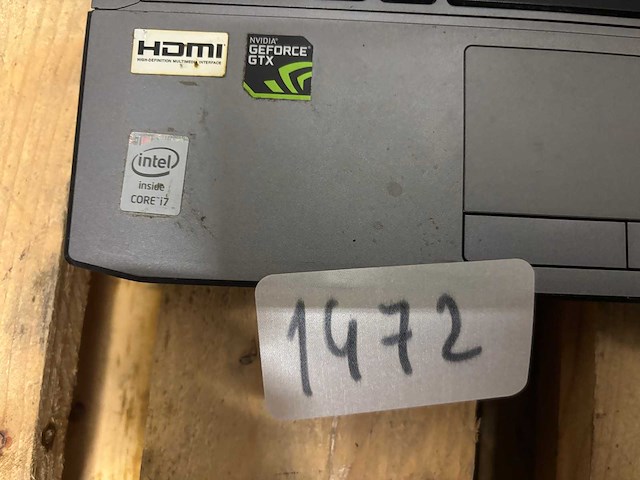 HDMI
HIGH-DEFINITION MULTIMEDIA INTERFACE
NVIDIA
GEFORCE
GTX
intel
inside
CORE i7
1472